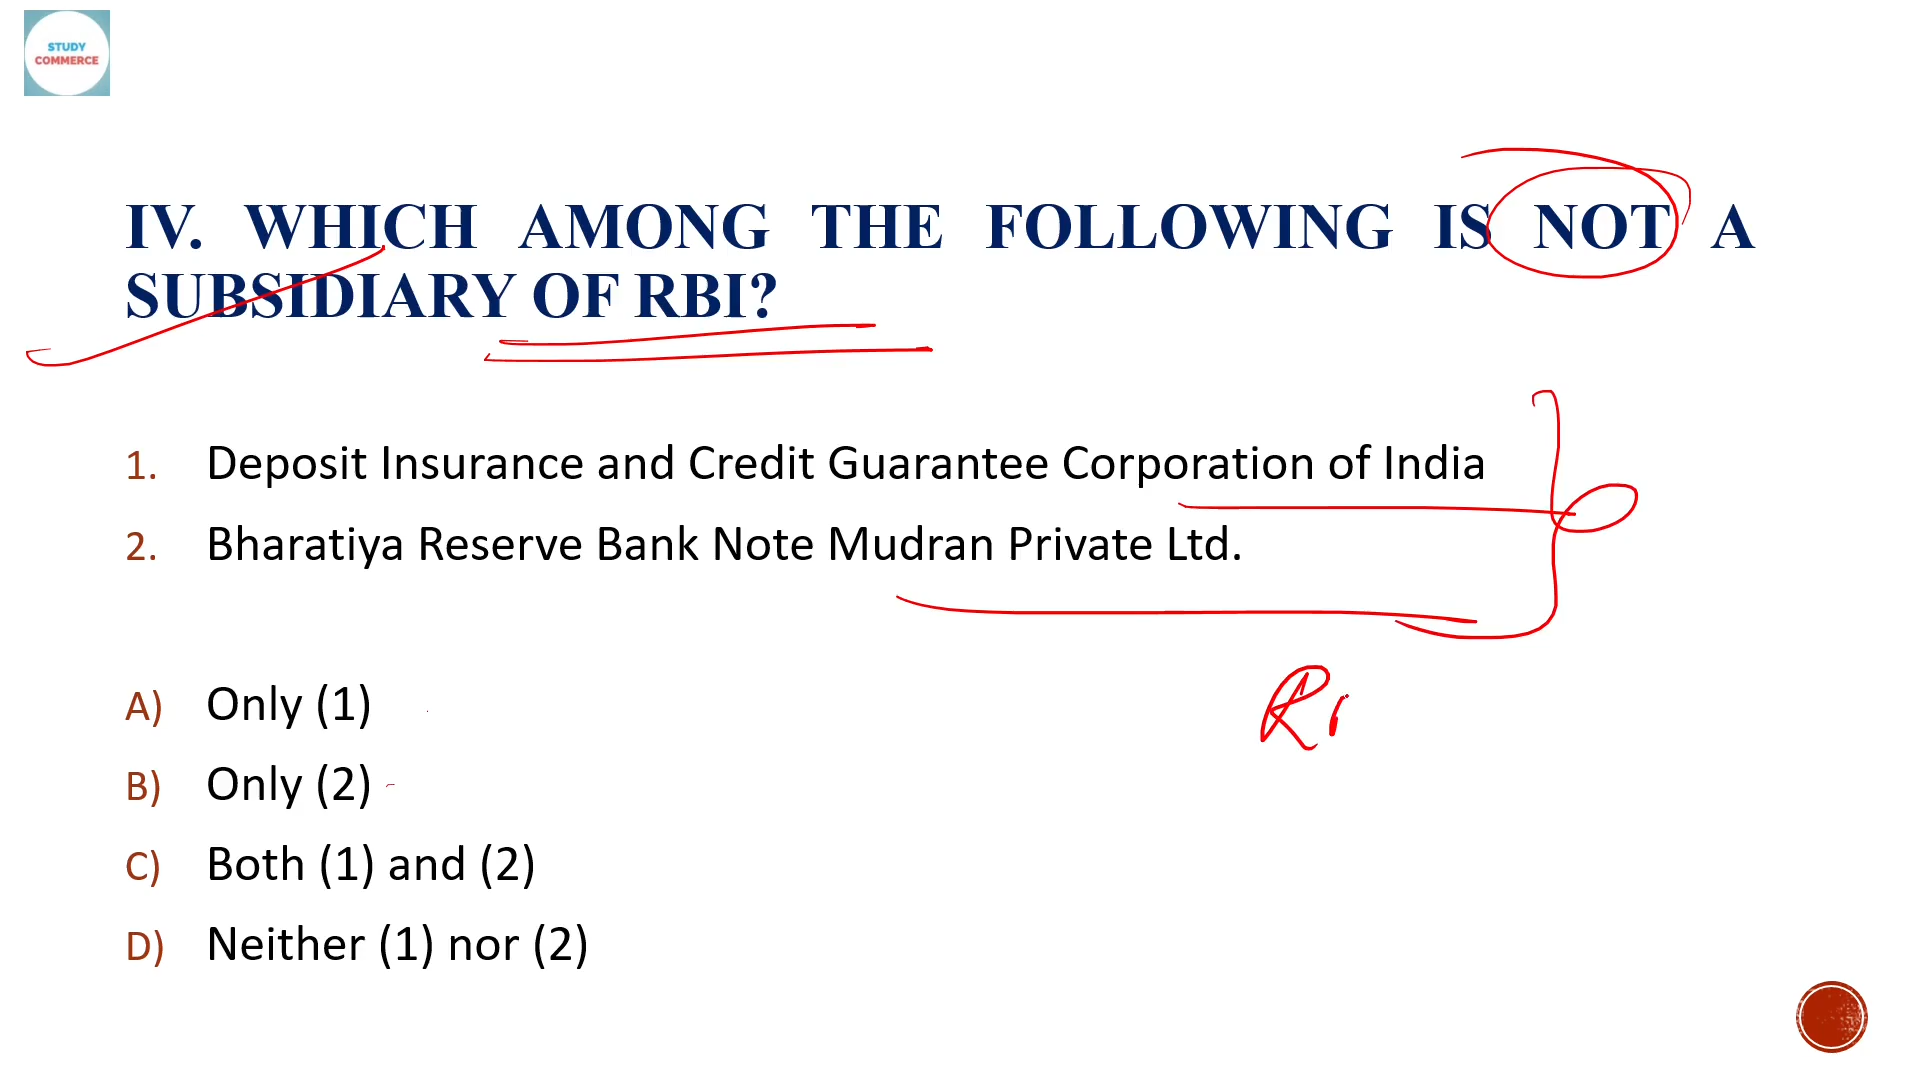 STUDY
COMMERCE
IV. WHICH AMONG THE FOLLOWING IS NOT A
SUBSIDIARY OF RBI?
1. Deposit Insurance and Credit Guarantee Corporation of India
2. Bharatiya Reserve Bank Note Mudran Private Ltd.
A) Only (1)
B) Only (2)
C) Both (1) and (2)
D) Neither (1) nor (2)